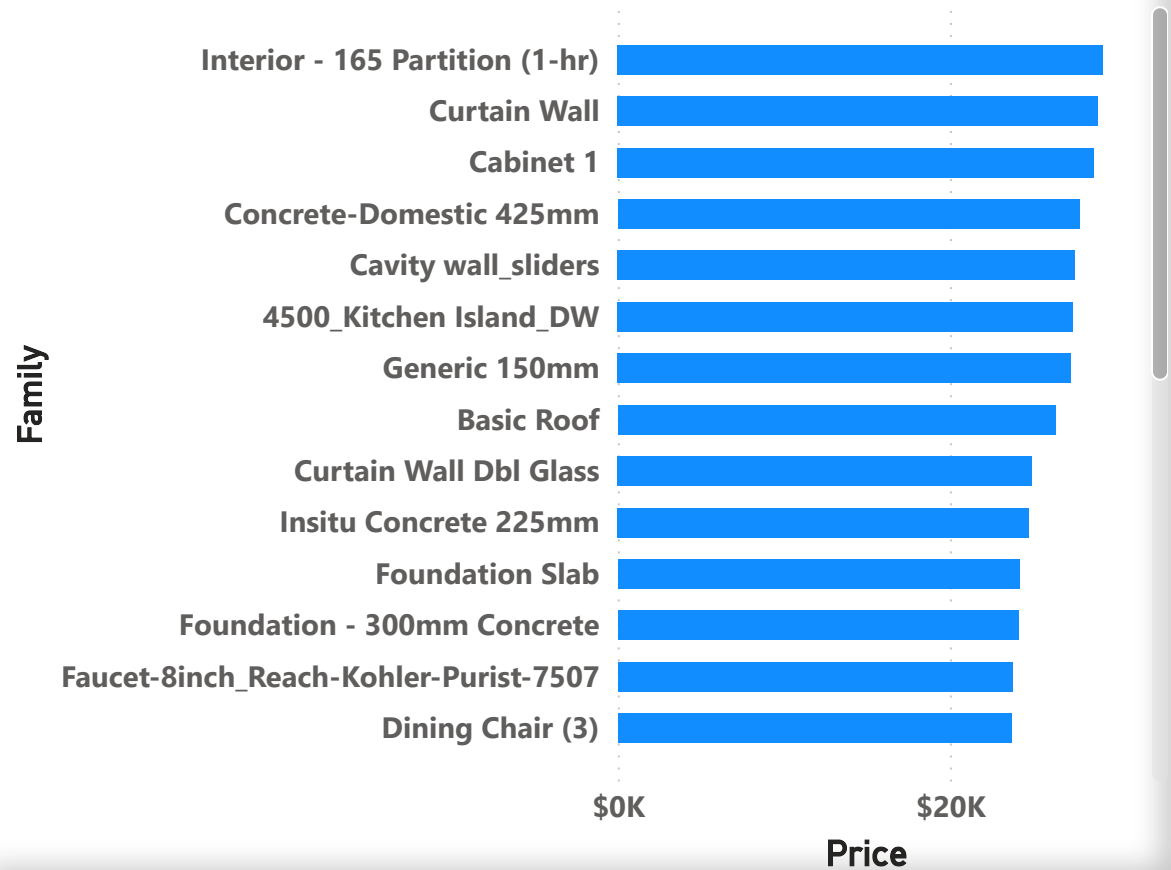 Interior - 165 Partition (1-hr)
Curtain Wall
Cabinet 1
Concrete-Domestic 425mm
Cavity wall_sliders
4500_Kitchen Island_DW
Generic 150mm
Basic Roof
Curtain Wall Dbl Glass
Insitu Concrete 225mm
Foundation Slab
Foundation - 300mm Concrete
Faucet-8inch_Reach-Kohler-Purist-7507
Dining Chair (3)
Family
$0K $20K
Price